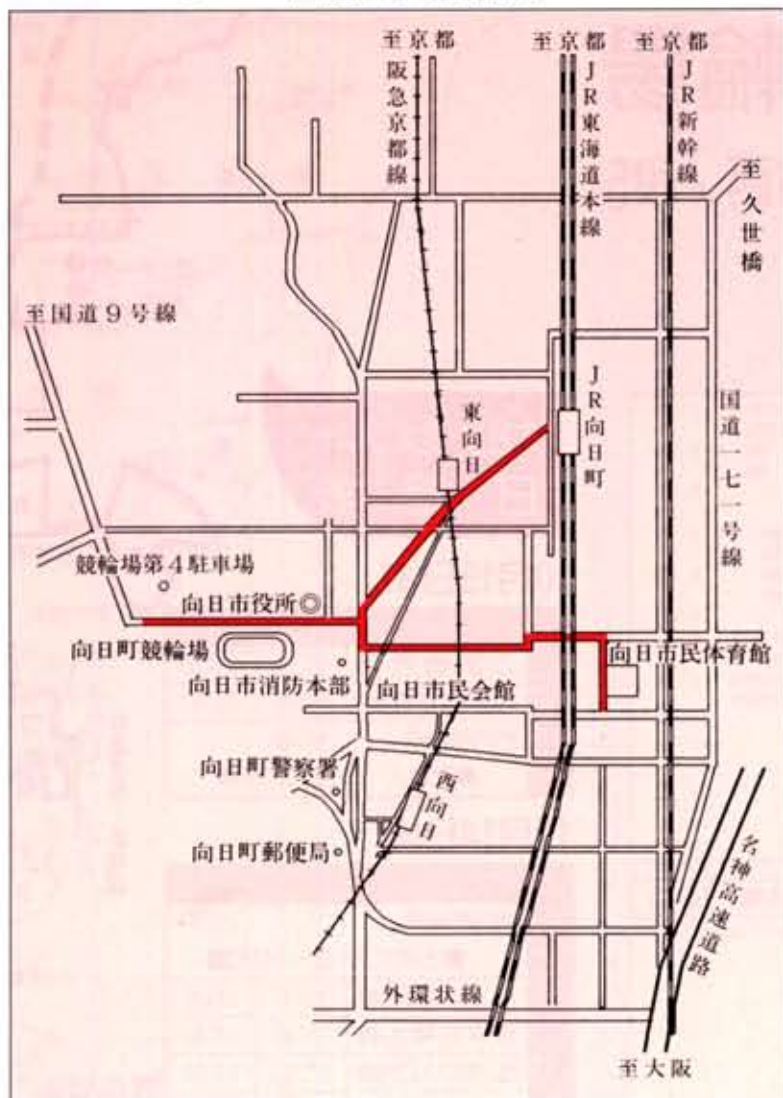 至京都
至京都
至京都
阪急京都線
JR東海道本線
JR新幹線
至久世橋
至国道9号線
東向日
JR向日町
国道一七一号線
競輪場第4駐車場
向日市役所◎
向日町競輪場
向日市民体育館
向日市消防本部
向日市民会館
向日町警察署
西向日
向日町郵便局
名神高速道路
外環状線
至大阪